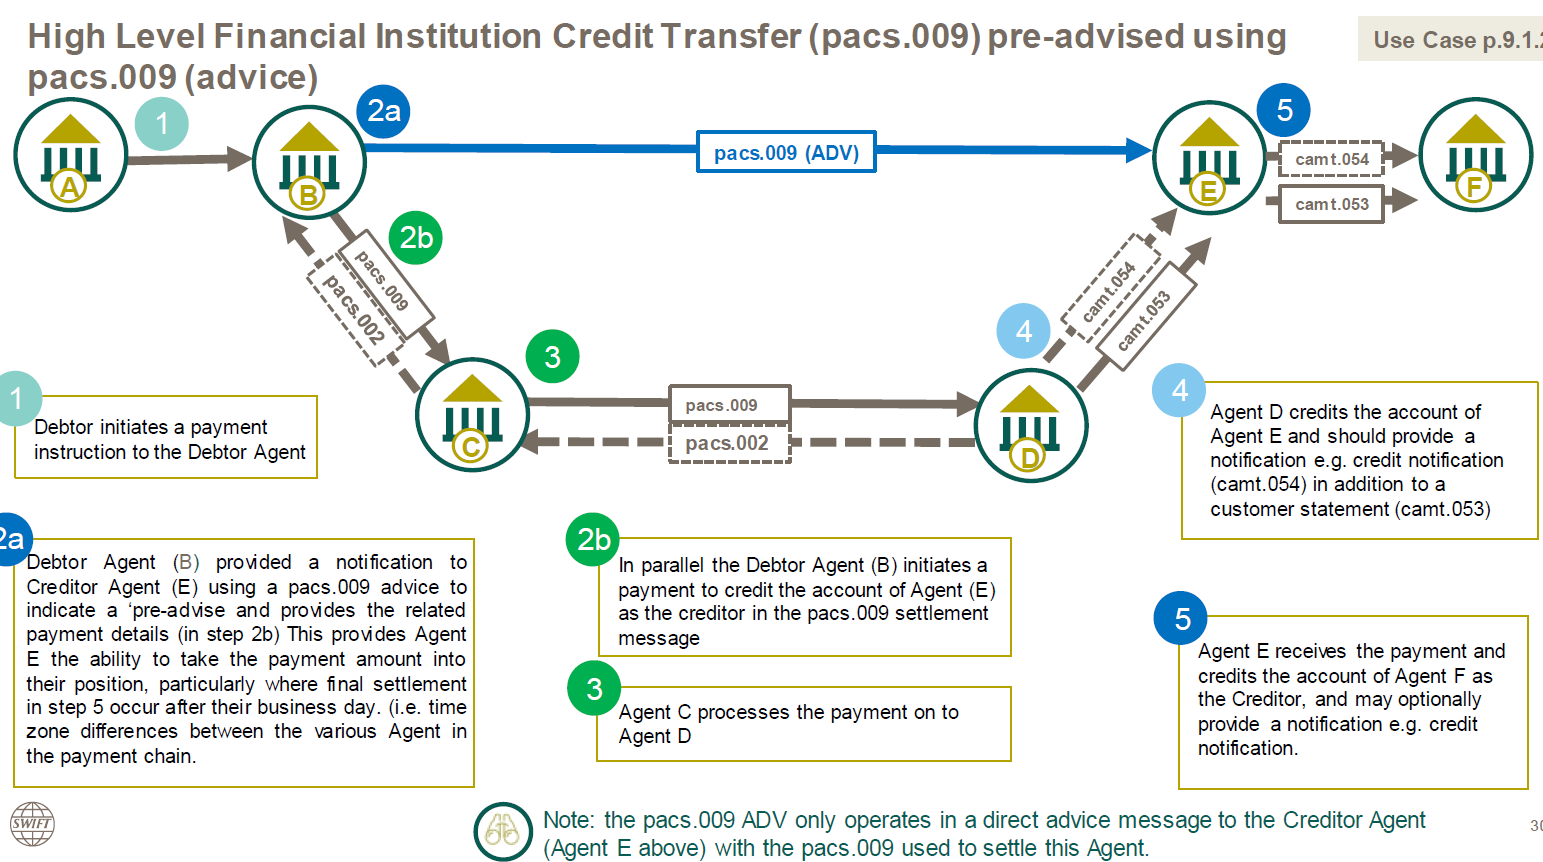 High Level Financial Institution Credit Transfer (pacs.009) pre-advised using
pacs.009 (advice)
Use Case p.9.1.2
1
2a
5
A
B
pacs.009 (ADV)
E
camt.054
camt.053
F
2b
pacs.009
pacs.002
camt.054
camt.053
3
4
C
pacs.009
pacs.002
D
1
Debtor initiates a payment
instruction to the Debtor Agent
4
Agent D credits the account of
Agent E and should provide a
notification e.g. credit notification
(camt.054) in addition to a
customer statement (camt.053)
2a
Debtor Agent (B) provided a notification to
Creditor Agent (E) using a pacs.009 advice to
indicate a ‘pre-advise and provides the related
payment details (in step 2b) This provides Agent
E the ability to take the payment amount into
their position, particularly where final settlement
in step 5 occur after their business day. (i.e. time
zone differences between the various Agent in
the payment chain.
2b
In parallel the Debtor Agent (B) initiates a
payment to credit the account of Agent (E)
as the creditor in the pacs.009 settlement
message
3
Agent C processes the payment on to
Agent D
5
Agent E receives the payment and
credits the account of Agent F as
the Creditor, and may optionally
provide a notification e.g. credit
notification.
SWIFT
Note: the pacs.009 ADV only operates in a direct advice message to the Creditor Agent
(Agent E above) with the pacs.009 used to settle this Agent.
30